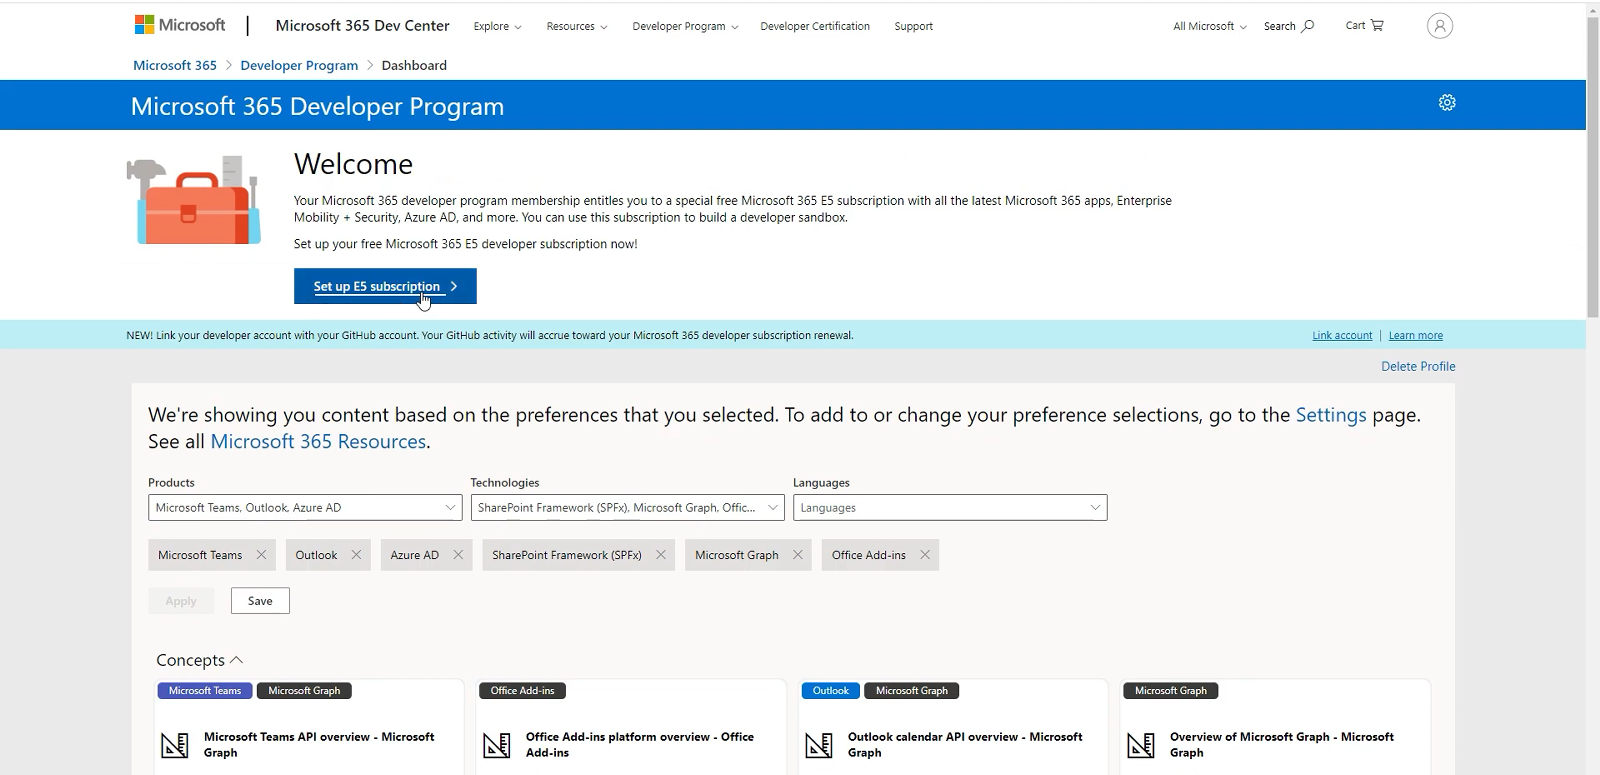 Microsoft | Microsoft 365 Dev Center Explore Resources Developer Program Developer Certification Support All Microsoft Search Cart
Microsoft 365 > Developer Program > Dashboard
Microsoft 365 Developer Program
Welcome
Your Microsoft 365 developer program membership entitles you to a special free Microsoft 365 E5 subscription with all the latest Microsoft 365 apps, Enterprise
Mobility + Security, Azure AD, and more. You can use this subscription to build a developer sandbox.
Set up your free Microsoft 365 E5 developer subscription now!
Set up E5 subscription >
NEW! Link your developer account with your GitHub account. Your GitHub activity will accrue toward your Microsoft 365 developer subscription renewal. Link account | Learn more
Delete Profile
We're showing you content based on the preferences that you selected. To add to or change your preference selections, go to the Settings page.
See all Microsoft 365 Resources.
Products Technologies Languages
Microsoft Teams, Outlook, Azure AD SharePoint Framework (SPFx), Microsoft Graph, Offic... Languages
Microsoft Teams Outlook Azure AD SharePoint Framework (SPFx) Microsoft Graph Office Add-ins
Apply Save
Concepts
Microsoft Teams Microsoft Graph Office Add-ins Outlook Microsoft Graph Microsoft Graph
Microsoft Teams API overview - Microsoft
Graph
Office Add-ins platform overview - Office
Add-ins
Outlook calendar API overview - Microsoft
Graph
Overview of Microsoft Graph - Microsoft
Graph